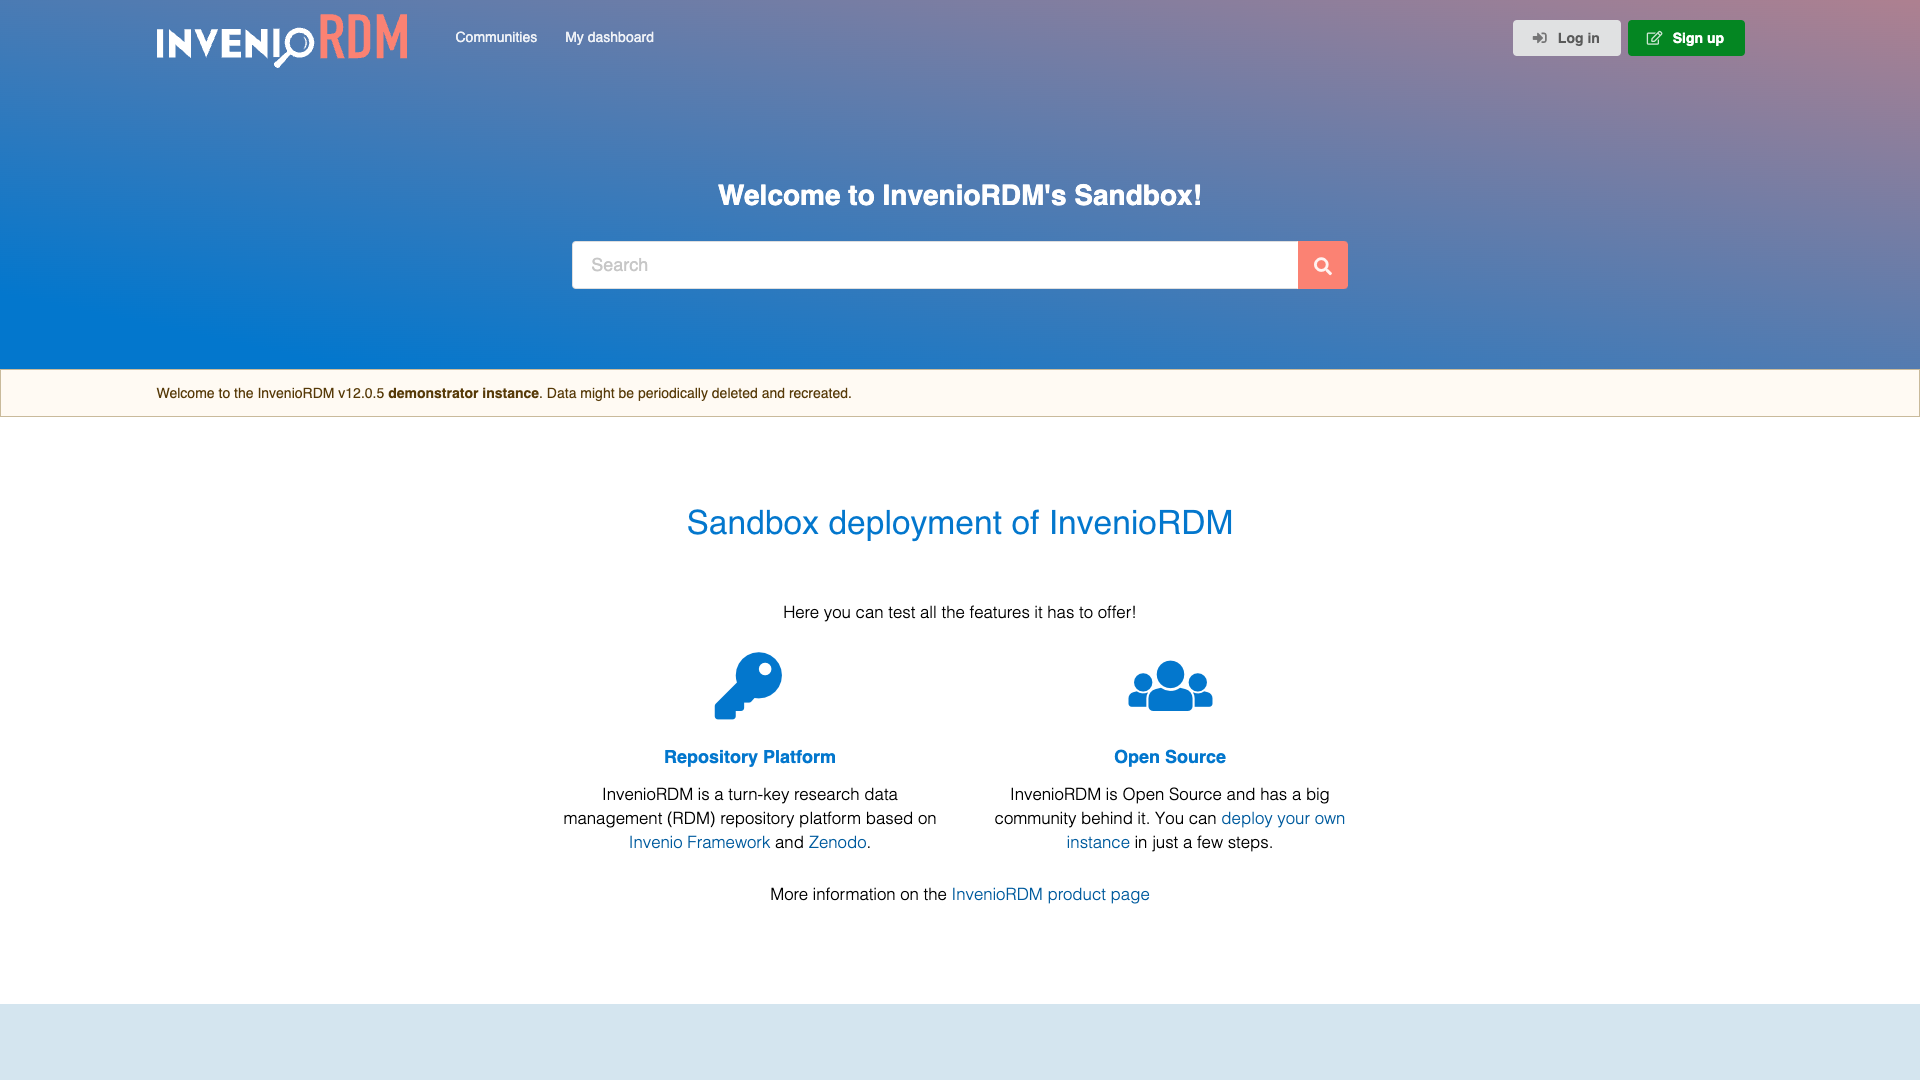 INVENIORDM
Communities
My dashboard
Log in
Sign up
Welcome to InvenioRDM's Sandbox!
Search
Welcome to the InvenioRDM v12.0.5 demonstrator instance. Data might be periodically deleted and recreated.
Sandbox deployment of InvenioRDM
Here you can test all the features it has to offer!
Repository Platform
InvenioRDM is a turn-key research data
management (RDM) repository platform based on
Invenio Framework and Zenodo.
Open Source
InvenioRDM is Open Source and has a big
community behind it. You can deploy your own
instance in just a few steps.
More information on the InvenioRDM product page